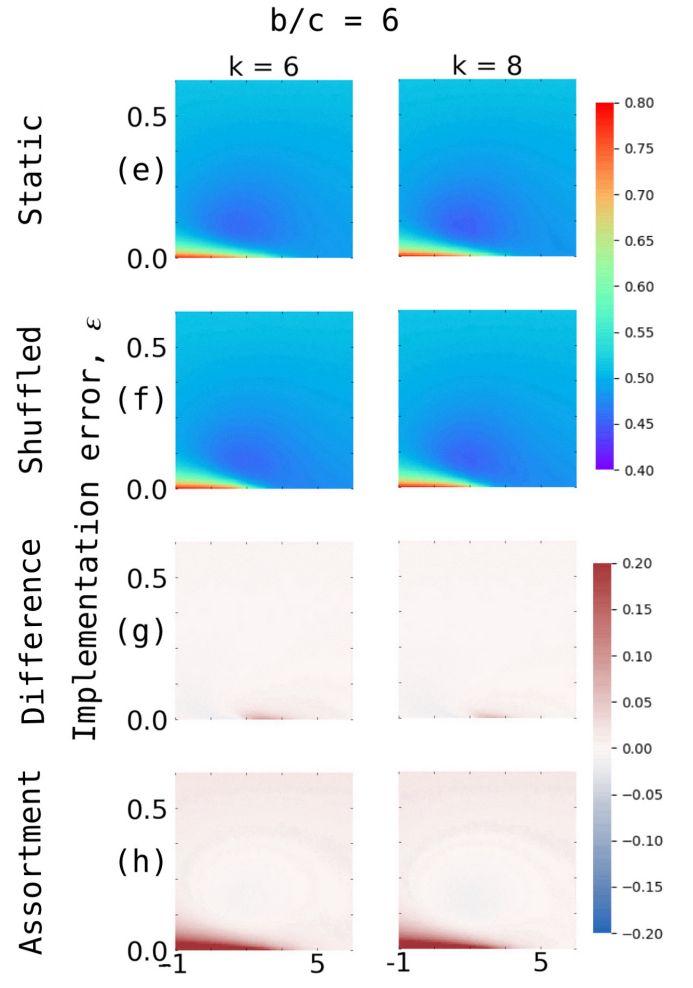 b/c = 6
k = 6
k = 8
Static
(e)
0.5
0.0
Shuffled
(f)
0.5
0.0
Difference
(g)
0.5
0.0
Assortment
(h)
0.5
0.0
Implementation error, ε
-1
5
-1
5
0.80
0.75
0.70
0.65
0.60
0.55
0.50
0.45
0.40
0.20
0.15
0.10
0.05
0.00
−0.05
−0.10
−0.15
−0.20